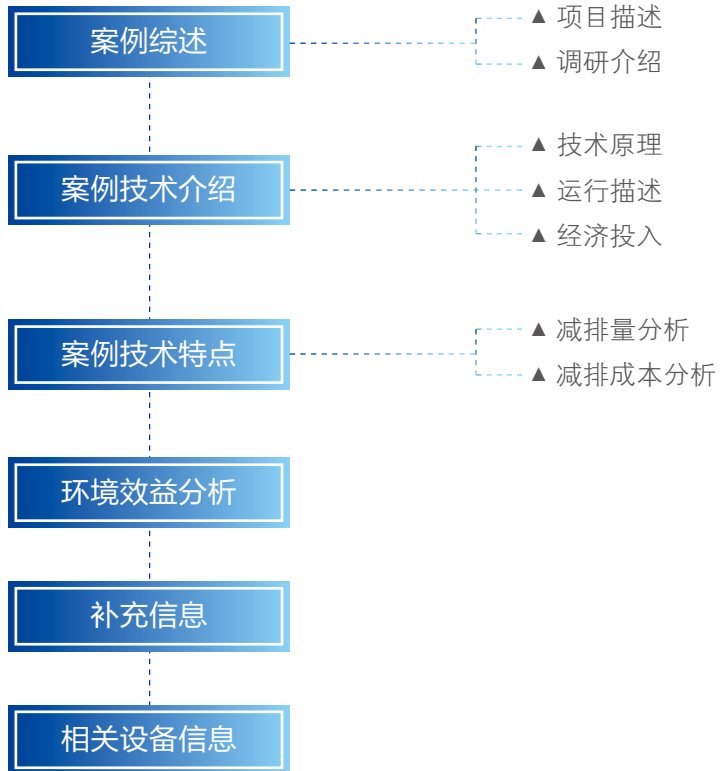 案例综述
▲ 项目描述
▲ 调研介绍
案例技术介绍
▲ 技术原理
▲ 运行描述
▲ 经济投入
案例技术特点
▲ 减排量分析
▲ 减排成本分析
环境效益分析
补充信息
相关设备信息